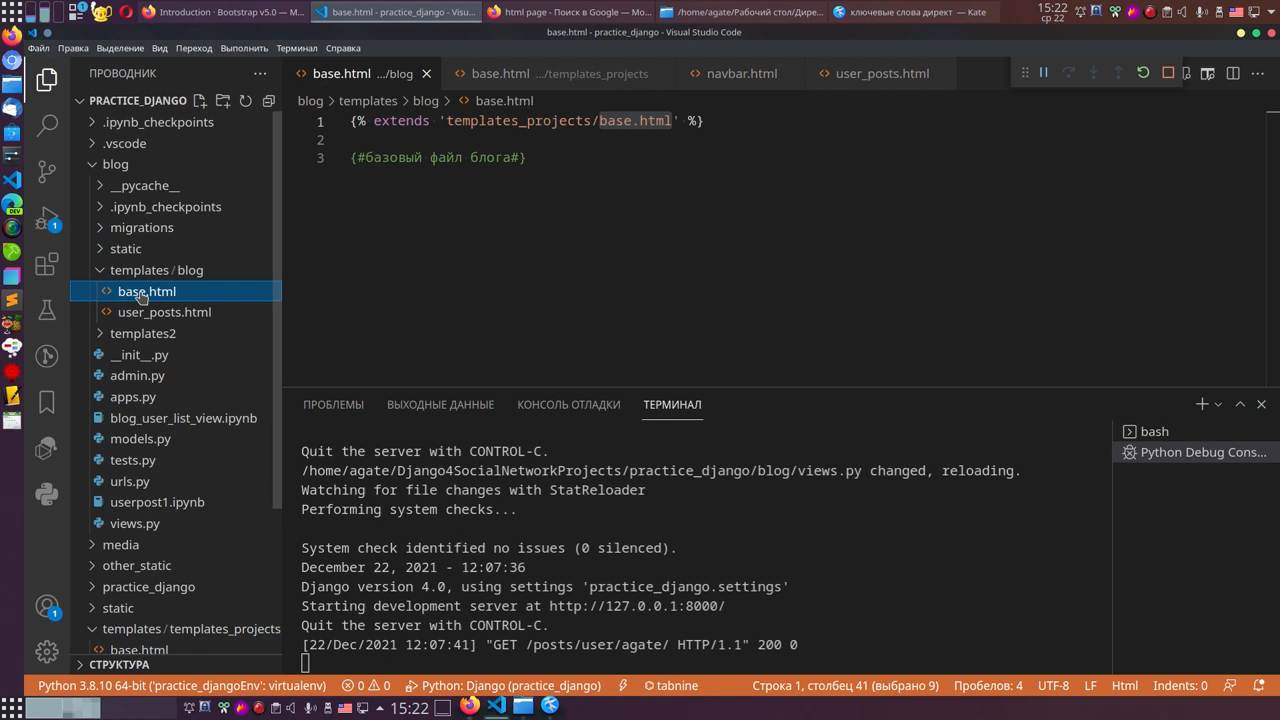 Introduction · Bootstrap v5.0 — M...
base.html - practice_django - Visu...
html page - Поиск в Google — Mo...
/home/agate/Рабочий стол/Дире...
ключевые слова директ — Kate
15:22
ср 22
base.html - practice_django - Visual Studio Code
Файл Правка Выделение Вид Переход Выполнить Терминал Справка
ПРОВОДНИК
base.html .../blog
base.html .../templates_projects
navbar.html
user_posts.html
PRACTICE_DJANGO
blog > templates > blog > base.html
.ipynb_checkpoints
.vscode
blog
__pycache__
.ipynb_checkpoints
migrations
static
templates / blog
base.html
user_posts.html
templates2
__init__.py
admin.py
apps.py
blog_user_list_view.ipynb
models.py
tests.py
urls.py
userpost1.ipynb
views.py
media
other_static
practice_django
static
templates / templates_projects
base.html
СТРУКТУРА
DEV
1
1
1 {% extends 'templates_projects/base.html' %}
2
3 {#базовый файл блога#}
ПРОБЛЕМЫ ВЫХОДНЫЕ ДАННЫЕ КОНСОЛЬ ОТЛАДКИ ТЕРМИНАЛ
Quit the server with CONTROL-C.
/home/agate/Django4SocialNetworkProjects/practice_django/blog/views.py changed, reloading.
Watching for file changes with StatReloader
Performing system checks...
System check identified no issues (0 silenced).
December 22, 2021 - 12:07:36
Django version 4.0, using settings 'practice_django.settings'
Starting development server at http://127.0.0.1:8000/
Quit the server with CONTROL-C.
[22/Dec/2021 12:07:41] "GET /posts/user/agate/ HTTP/1.1" 200 0
bash
Python Debug Cons...
Python 3.8.10 64-bit ('practice_djangoEnv': virtualenv) 0 0 Python: Django (practice_django) tabnine Строка 1, столбец 41 (выбрано 9) Пробелов: 4 UTF-8 LF Html Indents: 0
15:22